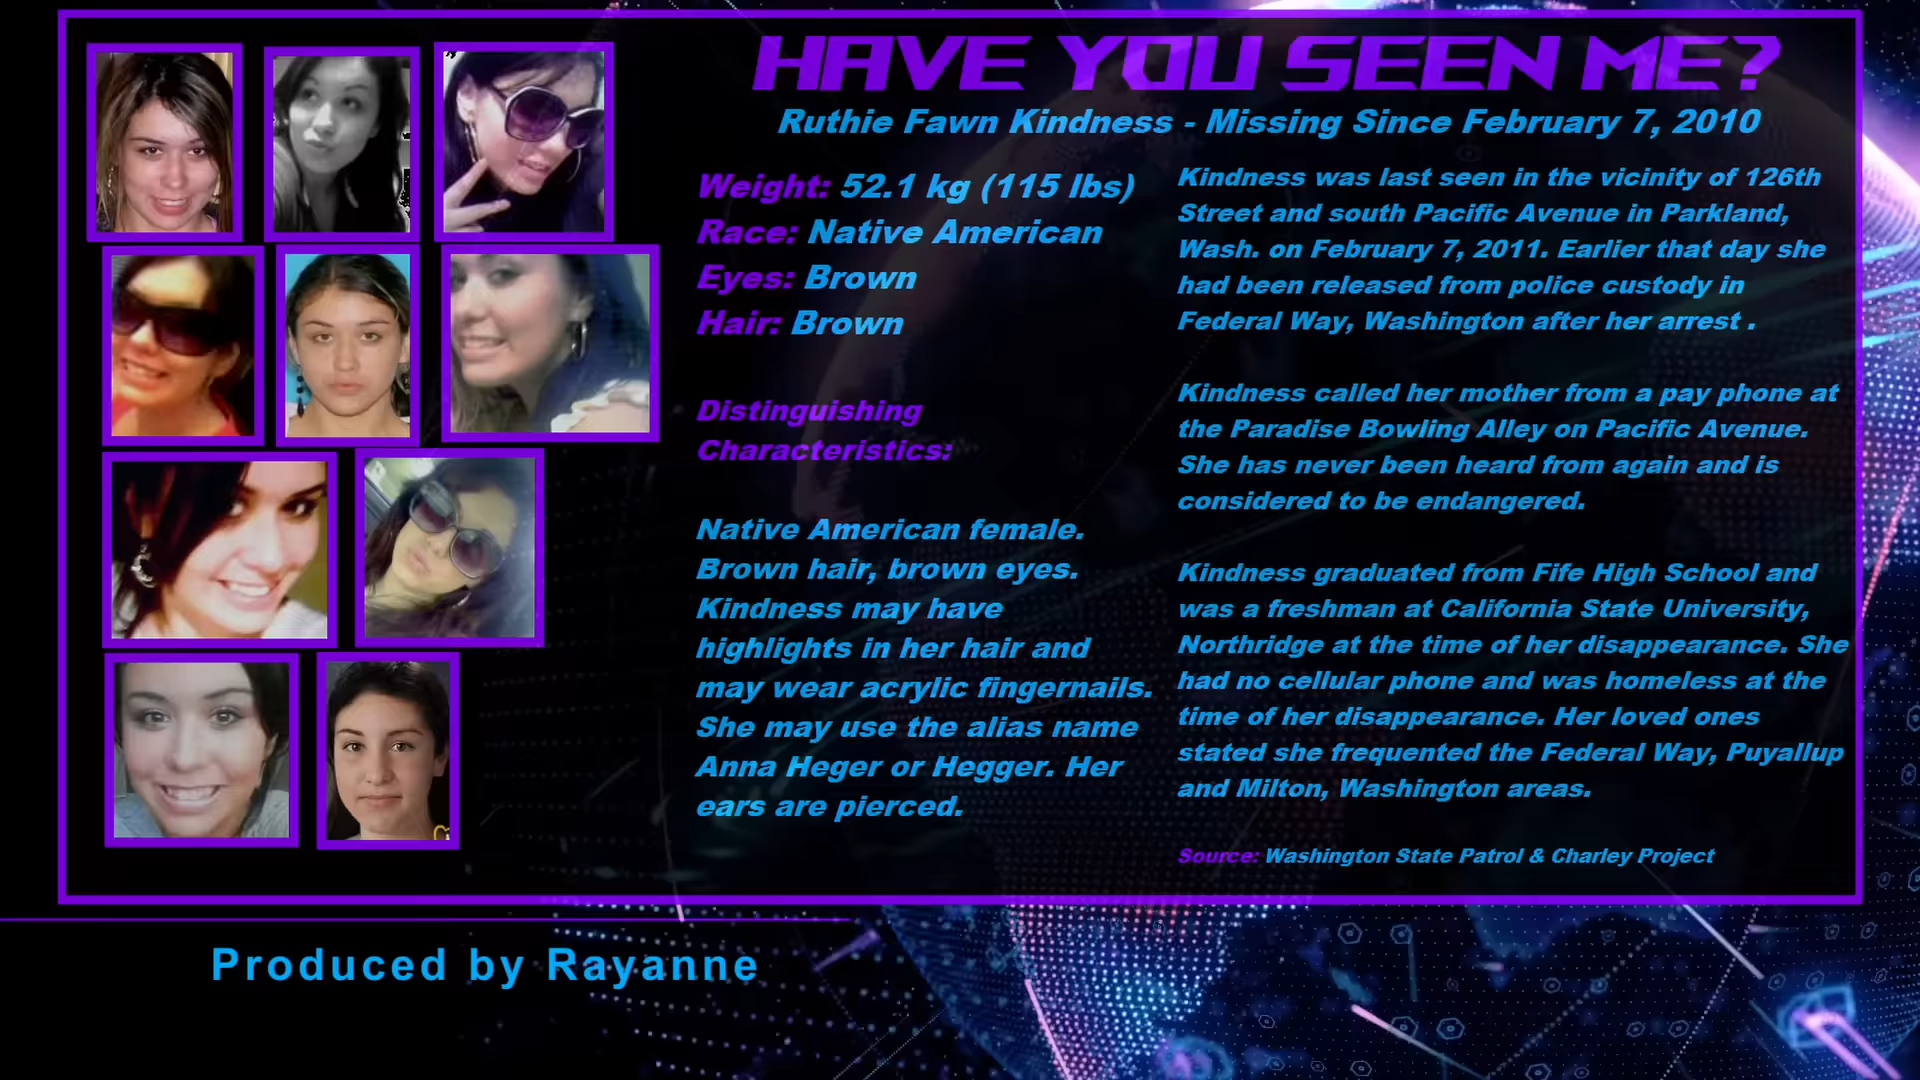 HAVE YOU SEEN ME?
Ruthie Fawn Kindness - Missing Since February 7, 2010
Weight: 52.1 kg (115 lbs)
Race: Native American
Eyes: Brown
Hair: Brown
Distinguishing
Characteristics:
Native American female.
Brown hair, brown eyes.
Kindness may have
highlights in her hair and
may wear acrylic fingernails.
She may use the alias name
Anna Heger or Hegger. Her
ears are pierced.
Kindness was last seen in the vicinity of 126th
Street and south Pacific Avenue in Parkland,
Wash. on February 7, 2011. Earlier that day she
had been released from police custody in
Federal Way, Washington after her arrest .
Kindness called her mother from a pay phone at
the Paradise Bowling Alley on Pacific Avenue.
She has never been heard from again and is
considered to be endangered.
Kindness graduated from Fife High School and
was a freshman at California State University,
Northridge at the time of her disappearance. She
had no cellular phone and was homeless at the
time of her disappearance. Her loved ones
stated she frequented the Federal Way, Puyallup
and Milton, Washington areas.
Source: Washington State Patrol & Charley Project
Produced by Rayanne